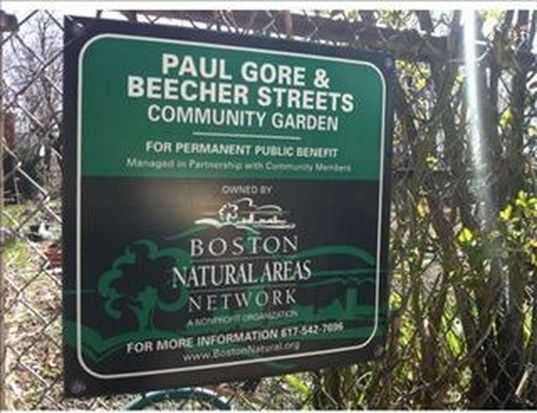 PAUL GORE &
BEECHER STREETS
COMMUNITY GARDEN
FOR PERMANENT PUBLIC BENEFIT
Managed in Partnership with Community Members
OWNED BY
BOSTON
NATURAL AREAS
NETWORK
A NONPROFIT ORGANIZATION
FOR MORE INFORMATION 617-542-7696
www.BostonNatural.org